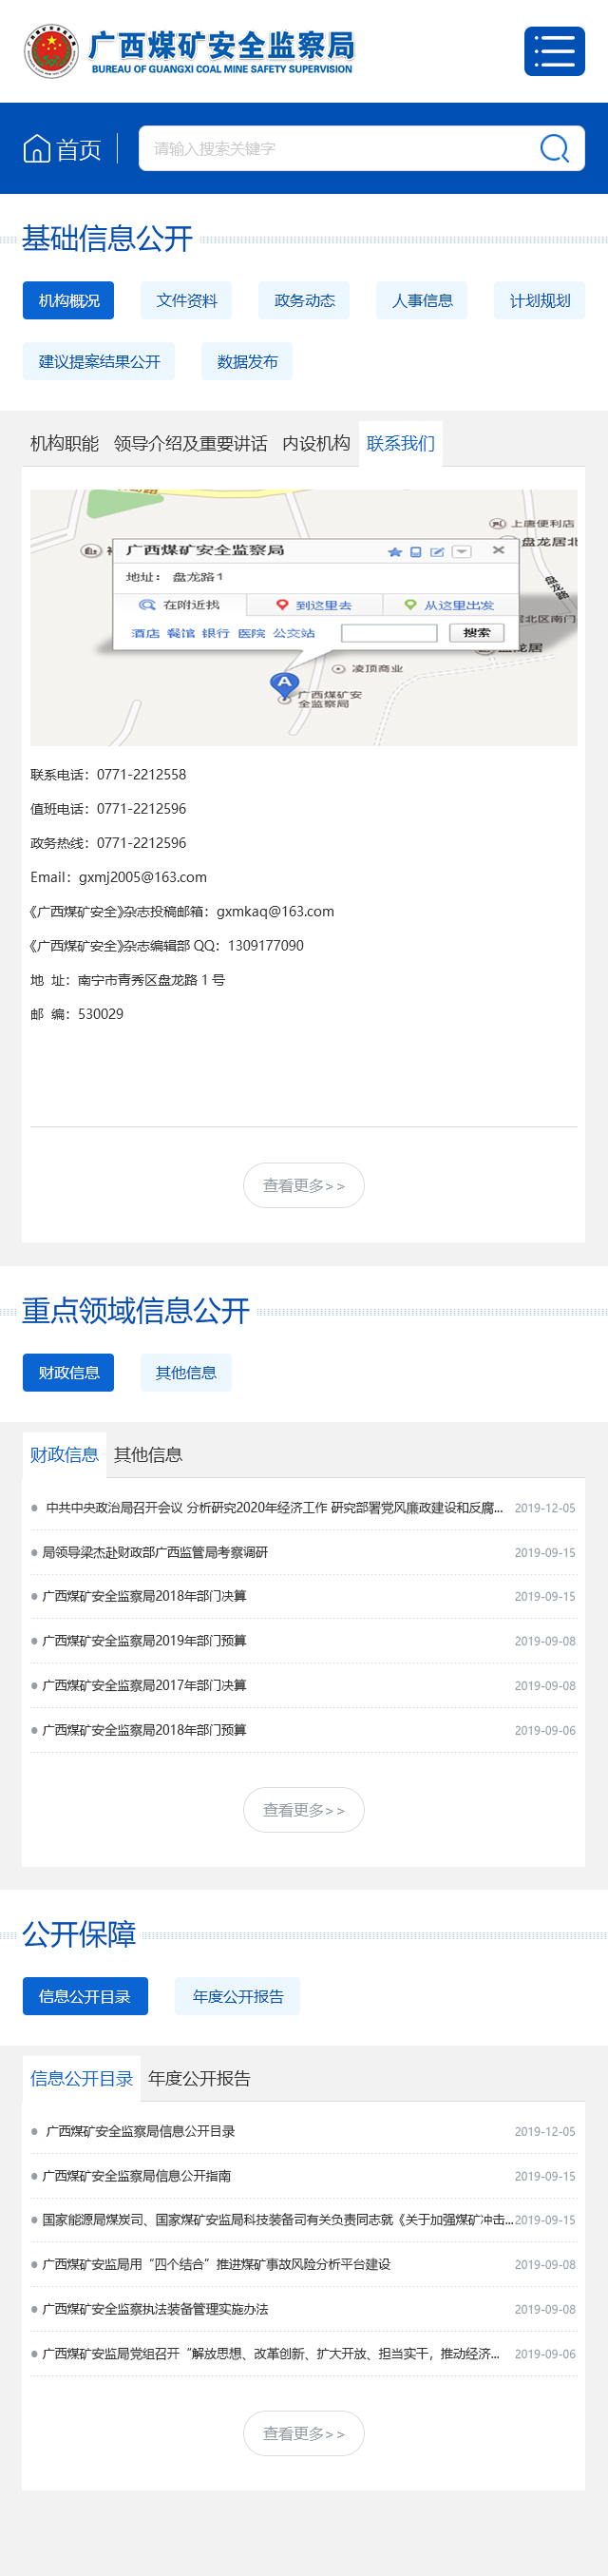 广西煤矿安全监察局
BUREAU OF GUANGXI COAL MINE SAFETY SUPERVISION
首页
请输入搜索关键字
基础信息公开
机构概况 文件资料 政务动态 人事信息 计划规划
建议提案结果公开 数据发布
机构职能 领导介绍及重要讲话 内设机构 联系我们
上唐便利店
盘龙居北
广西煤矿安全监察局
地址： 盘龙路1
盘龙路
在附近找 到这里去 从这里出发
居北区南门
酒店 餐馆 银行 医院 公交站 搜索
盘龙居
凌顶商业
A
广西煤矿安
全监察局
联系电话：0771-2212558
值班电话：0771-2212596
政务热线：0771-2212596
Email：gxmj2005@163.com
《广西煤矿安全》杂志投稿邮箱：gxmkaq@163.com
《广西煤矿安全》杂志编辑部 QQ：1309177090
地 址：南宁市青秀区盘龙路 1 号
邮 编：530029
查看更多>>
重点领域信息公开
财政信息 其他信息
财政信息 其他信息
中共中央政治局召开会议 分析研究2020年经济工作 研究部署党风廉政建设和反腐... 2019-12-05
局领导梁杰赴财政部广西监管局考察调研 2019-09-15
广西煤矿安全监察局2018年部门决算 2019-09-15
广西煤矿安全监察局2019年部门预算 2019-09-08
广西煤矿安全监察局2017年部门决算 2019-09-08
广西煤矿安全监察局2018年部门预算 2019-09-06
查看更多>>
公开保障
信息公开目录 年度公开报告
信息公开目录 年度公开报告
广西煤矿安全监察局信息公开目录 2019-12-05
广西煤矿安全监察局信息公开指南 2019-09-15
国家能源局煤炭司、国家煤矿安监局科技装备司有关负责同志就《关于加强煤矿冲击... 2019-09-15
广西煤矿安监局用“四个结合”推进煤矿事故风险分析平台建设 2019-09-08
广西煤矿安全监察执法装备管理实施办法 2019-09-08
广西煤矿安监局党组召开“解放思想、改革创新、扩大开放、担当实干，推动经济... 2019-09-06
查看更多>>